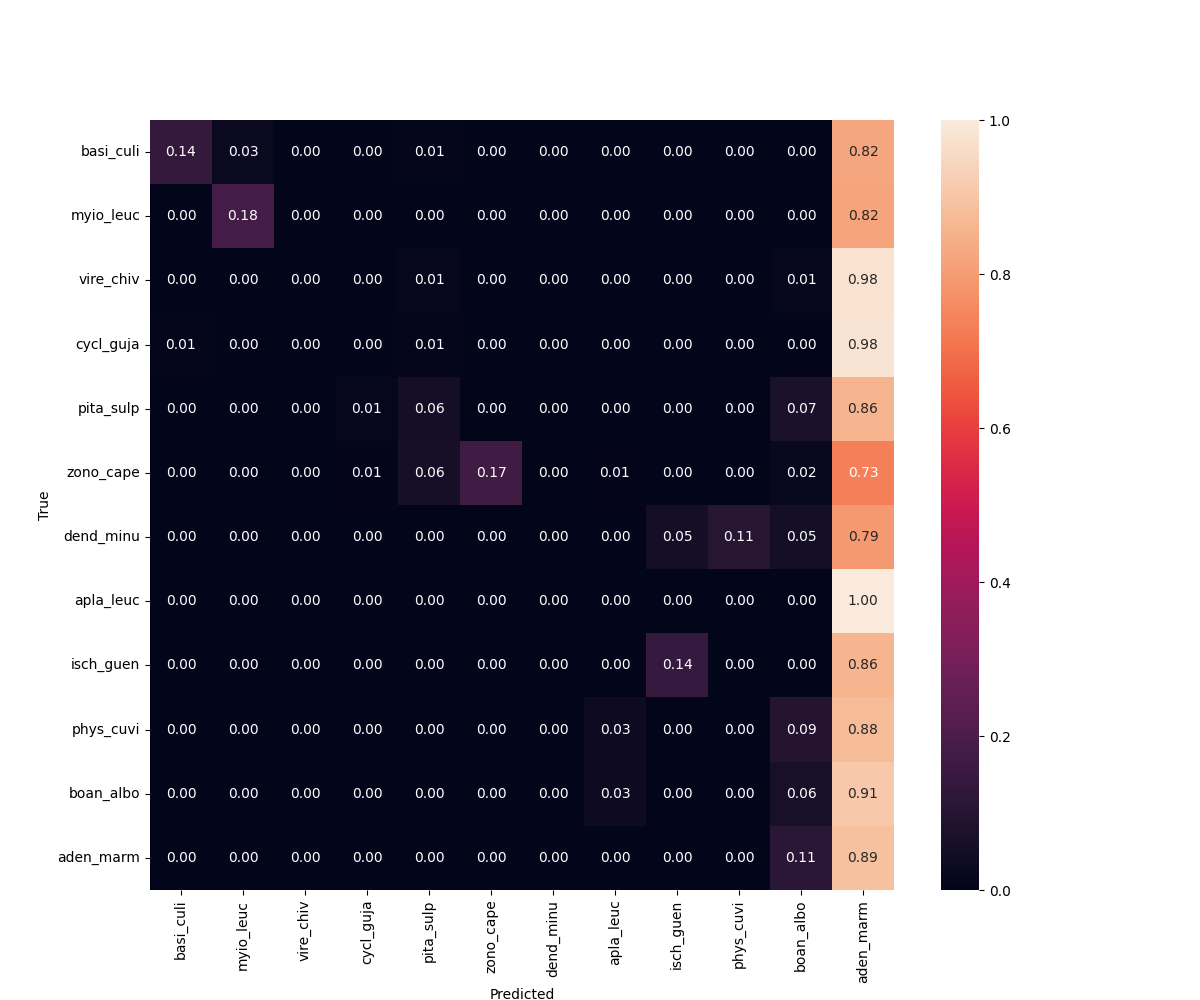 basi_culi 0.14 0.03 0.00 0.00 0.01 0.00 0.00 0.00 0.00 0.00 0.00 0.82
myio_leuc 0.00 0.18 0.00 0.00 0.00 0.00 0.00 0.00 0.00 0.00 0.00 0.82
vire_chiv 0.00 0.00 0.00 0.00 0.01 0.00 0.00 0.00 0.00 0.00 0.01 0.98
cycl_guja 0.01 0.00 0.00 0.00 0.01 0.00 0.00 0.00 0.00 0.00 0.00 0.98
pita_sulp 0.00 0.00 0.00 0.01 0.06 0.00 0.00 0.00 0.00 0.00 0.07 0.86
zono_cape 0.00 0.00 0.00 0.01 0.06 0.17 0.00 0.01 0.00 0.00 0.02 0.73
dend_minu 0.00 0.00 0.00 0.00 0.00 0.00 0.00 0.00 0.05 0.11 0.05 0.79
apla_leuc 0.00 0.00 0.00 0.00 0.00 0.00 0.00 0.00 0.00 0.00 0.00 1.00
isch_guen 0.00 0.00 0.00 0.00 0.00 0.00 0.00 0.00 0.14 0.00 0.00 0.86
phys_cuvi 0.00 0.00 0.00 0.00 0.00 0.00 0.00 0.03 0.00 0.00 0.09 0.88
boan_albo 0.00 0.00 0.00 0.00 0.00 0.00 0.00 0.03 0.00 0.00 0.06 0.91
aden_marm 0.00 0.00 0.00 0.00 0.00 0.00 0.00 0.00 0.00 0.00 0.11 0.89
True
basi_culi myio_leuc vire_chiv cycl_guja pita_sulp zono_cape dend_minu apla_leuc isch_guen phys_cuvi boan_albo aden_marm
Predicted
1.0
0.8
0.6
0.4
0.2
0.0